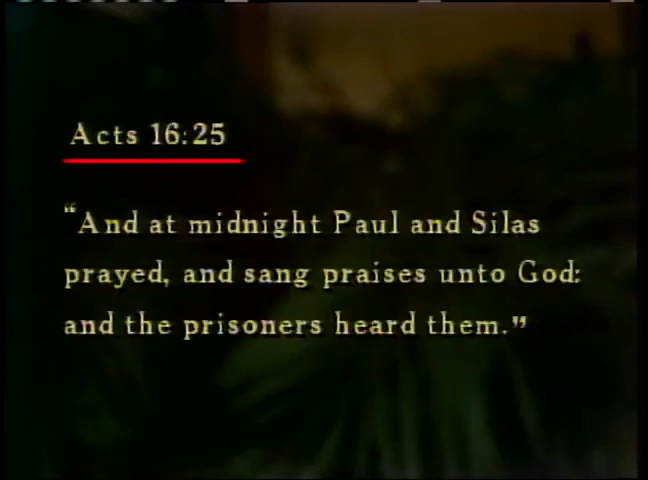 Acts 16:25
“And at midnight Paul and Silas
prayed, and sang praises unto God:
and the prisoners heard them.”